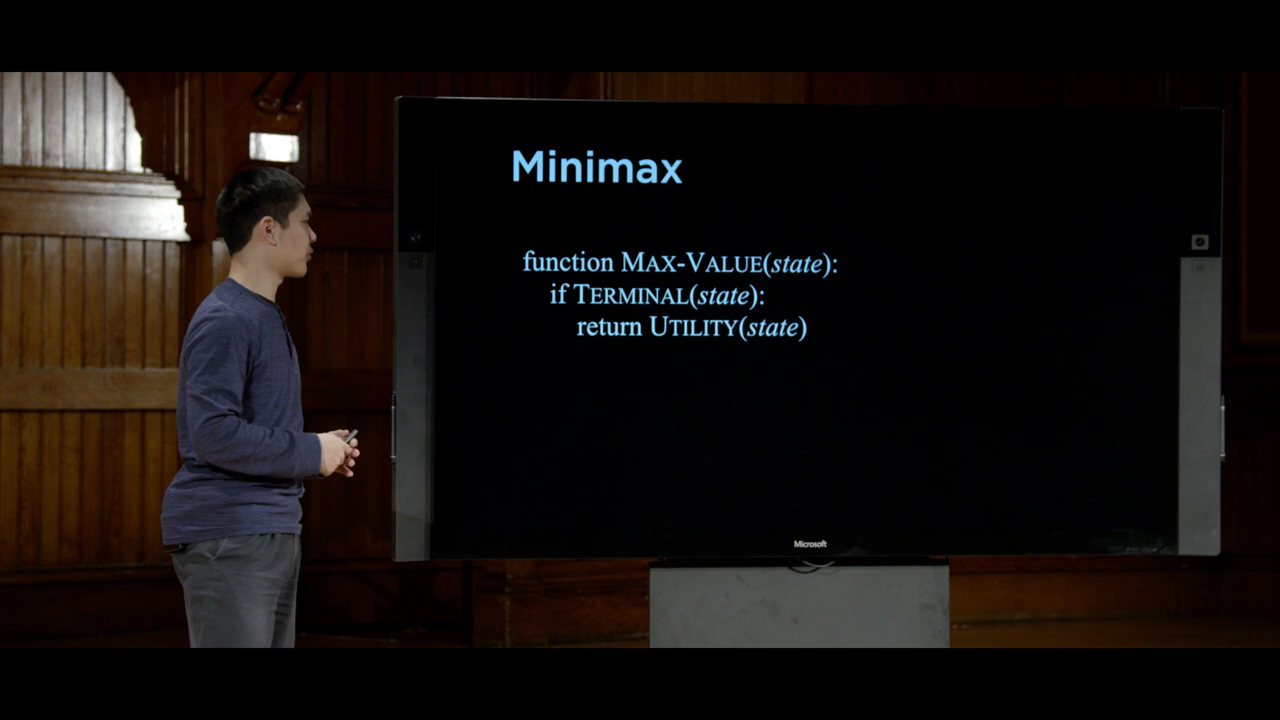 Minimax
function MAX-VALUE(state):
if TERMINAL(state):
return UTILITY(state)
Microsoft